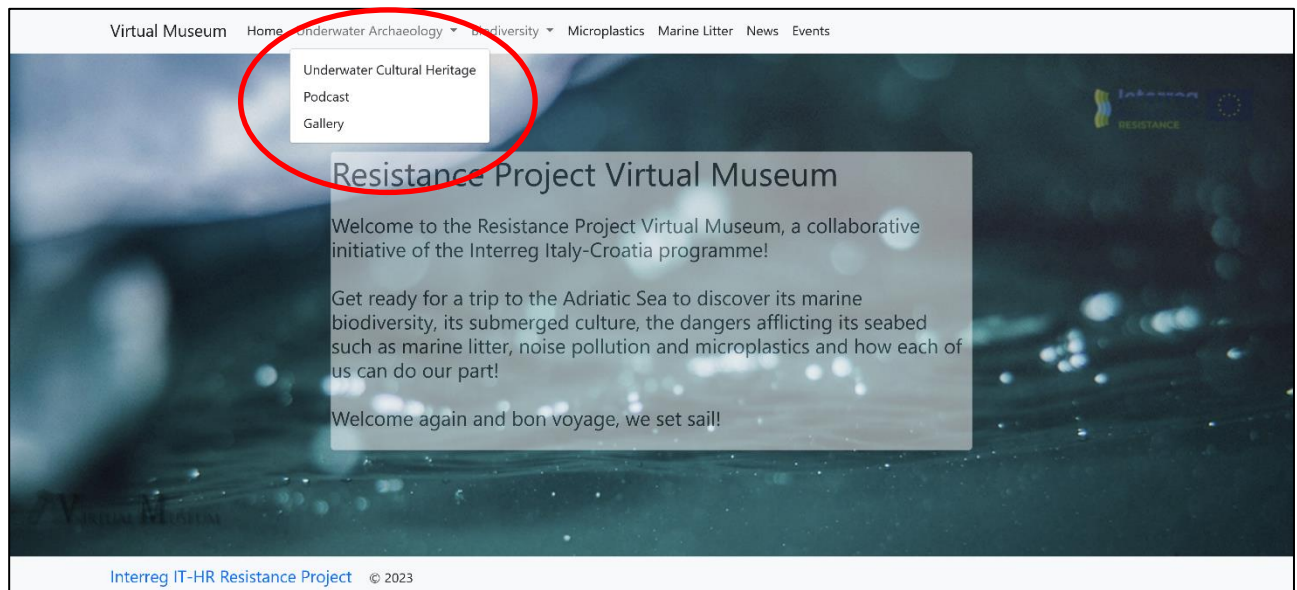 Virtual Museum Home Underwater Archaeology Biodiversity Microplastics Marine Litter News Events
Underwater Cultural Heritage
Podcast
Gallery
Interreg
RESISTANCE
Resistance Project Virtual Museum
Welcome to the Resistance Project Virtual Museum, a collaborative
initiative of the Interreg Italy-Croatia programme!
Get ready for a trip to the Adriatic Sea to discover its marine
biodiversity, its submerged culture, the dangers afflicting its seabed
such as marine litter, noise pollution and microplastics and how each of
us can do our part!
Welcome again and bon voyage, we set sail!
Virtual Museum
Interreg IT-HR Resistance Project © 2023